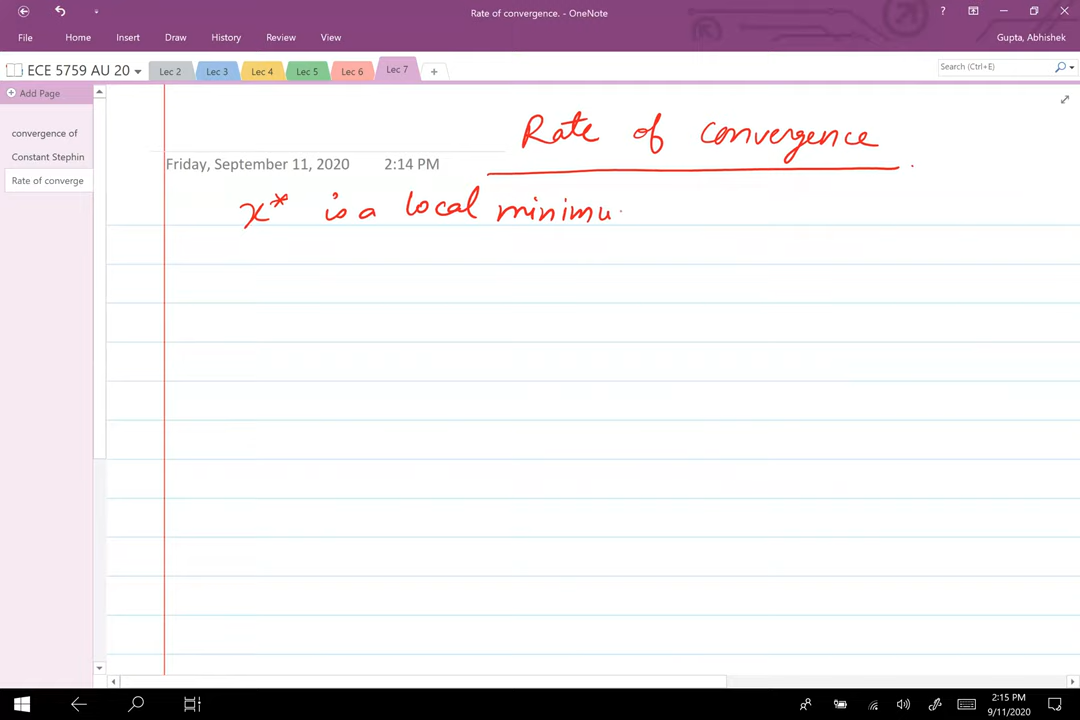 Rate of convergence. - OneNote
File Home Insert Draw History Review View
Gupta, Abhishek
ECE 5759 AU 20
Lec 2 Lec 3 Lec 4 Lec 5 Lec 6 Lec 7
Search (Ctrl+E)
Add Page
convergence of
Constant Stephin
Rate of converge
Rate of convergence
Friday, September 11, 2020 2:14 PM
x* is a local minimu
2:15 PM
9/11/2020